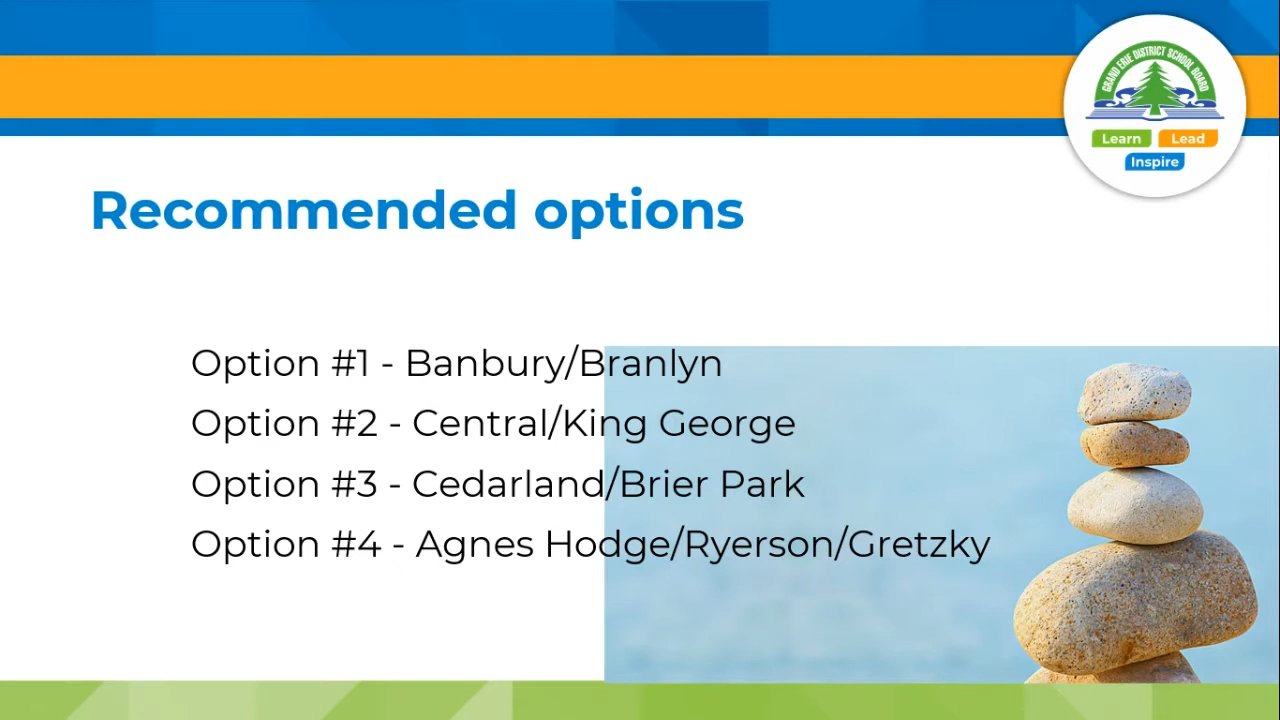 GRAND ERIE DISTRICT SCHOOL BOARD
Learn Lead
Inspire
Recommended options
Option #1 - Banbury/Branlyn
Option #2 - Central/King George
Option #3 - Cedarland/Brier Park
Option #4 - Agnes Hodge/Ryerson/Gretzky